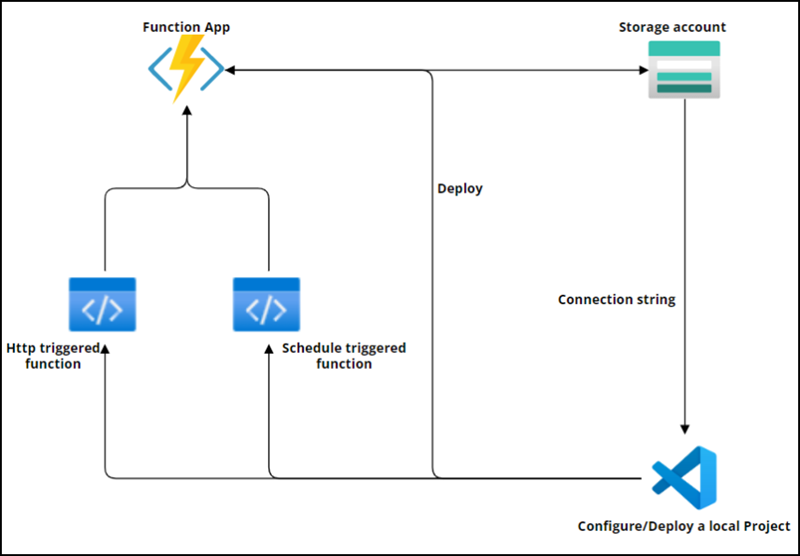 Function App
Storage account
Deploy
Connection string
Http triggered
function
Schedule triggered
function
Configure/Deploy a local Project